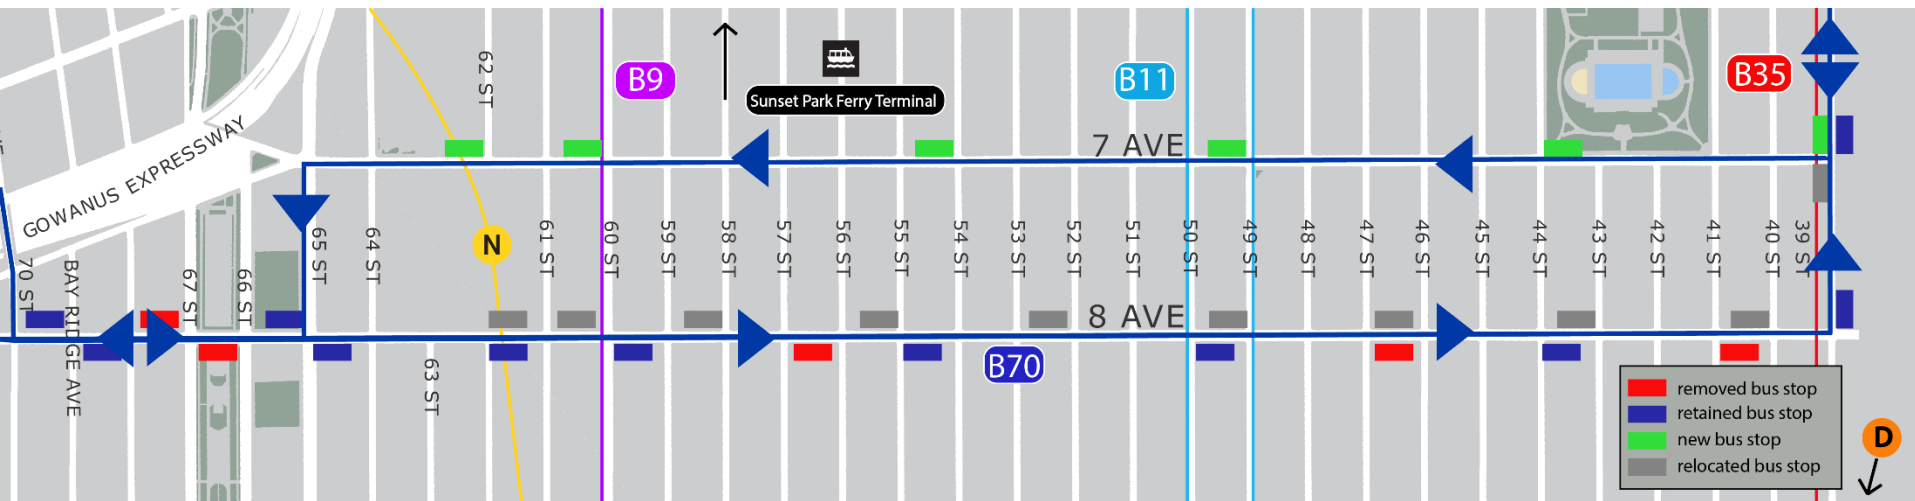 62 ST
B9
Sunset Park Ferry Terminal
B11
B35
GOWANUS EXPRESSWAY
7 AVE
70 ST
BAY RIDGE AVE
67 ST
66 ST
65 ST
64 ST
N
61 ST
60 ST
59 ST
58 ST
57 ST
56 ST
55 ST
54 ST
53 ST
52 ST
51 ST
50 ST
49 ST
48 ST
47 ST
46 ST
45 ST
44 ST
43 ST
42 ST
41 ST
40 ST
39 ST
8 AVE
63 ST
B70
removed bus stop
retained bus stop
new bus stop
relocated bus stop
D